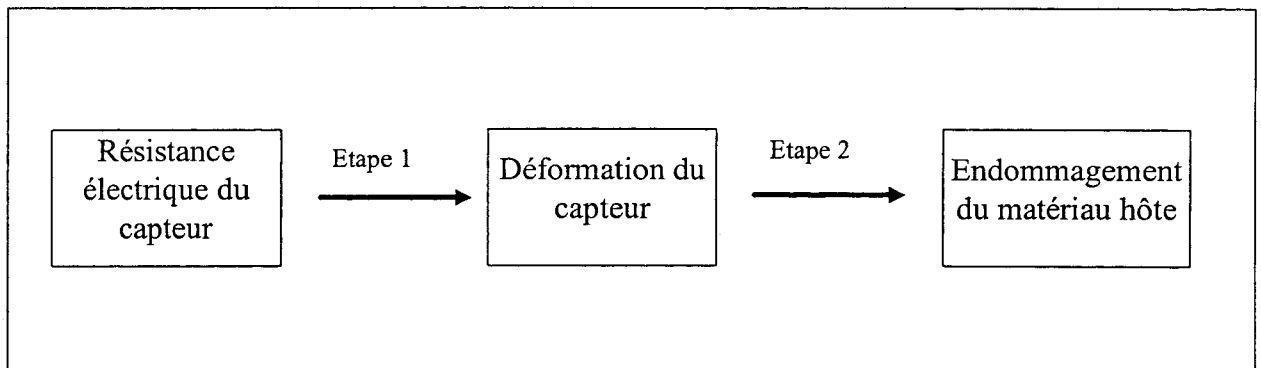 Résistance
électrique du
capteur
Etape 1
Déformation du
capteur
Etape 2
Endommagement
du matériau hôte